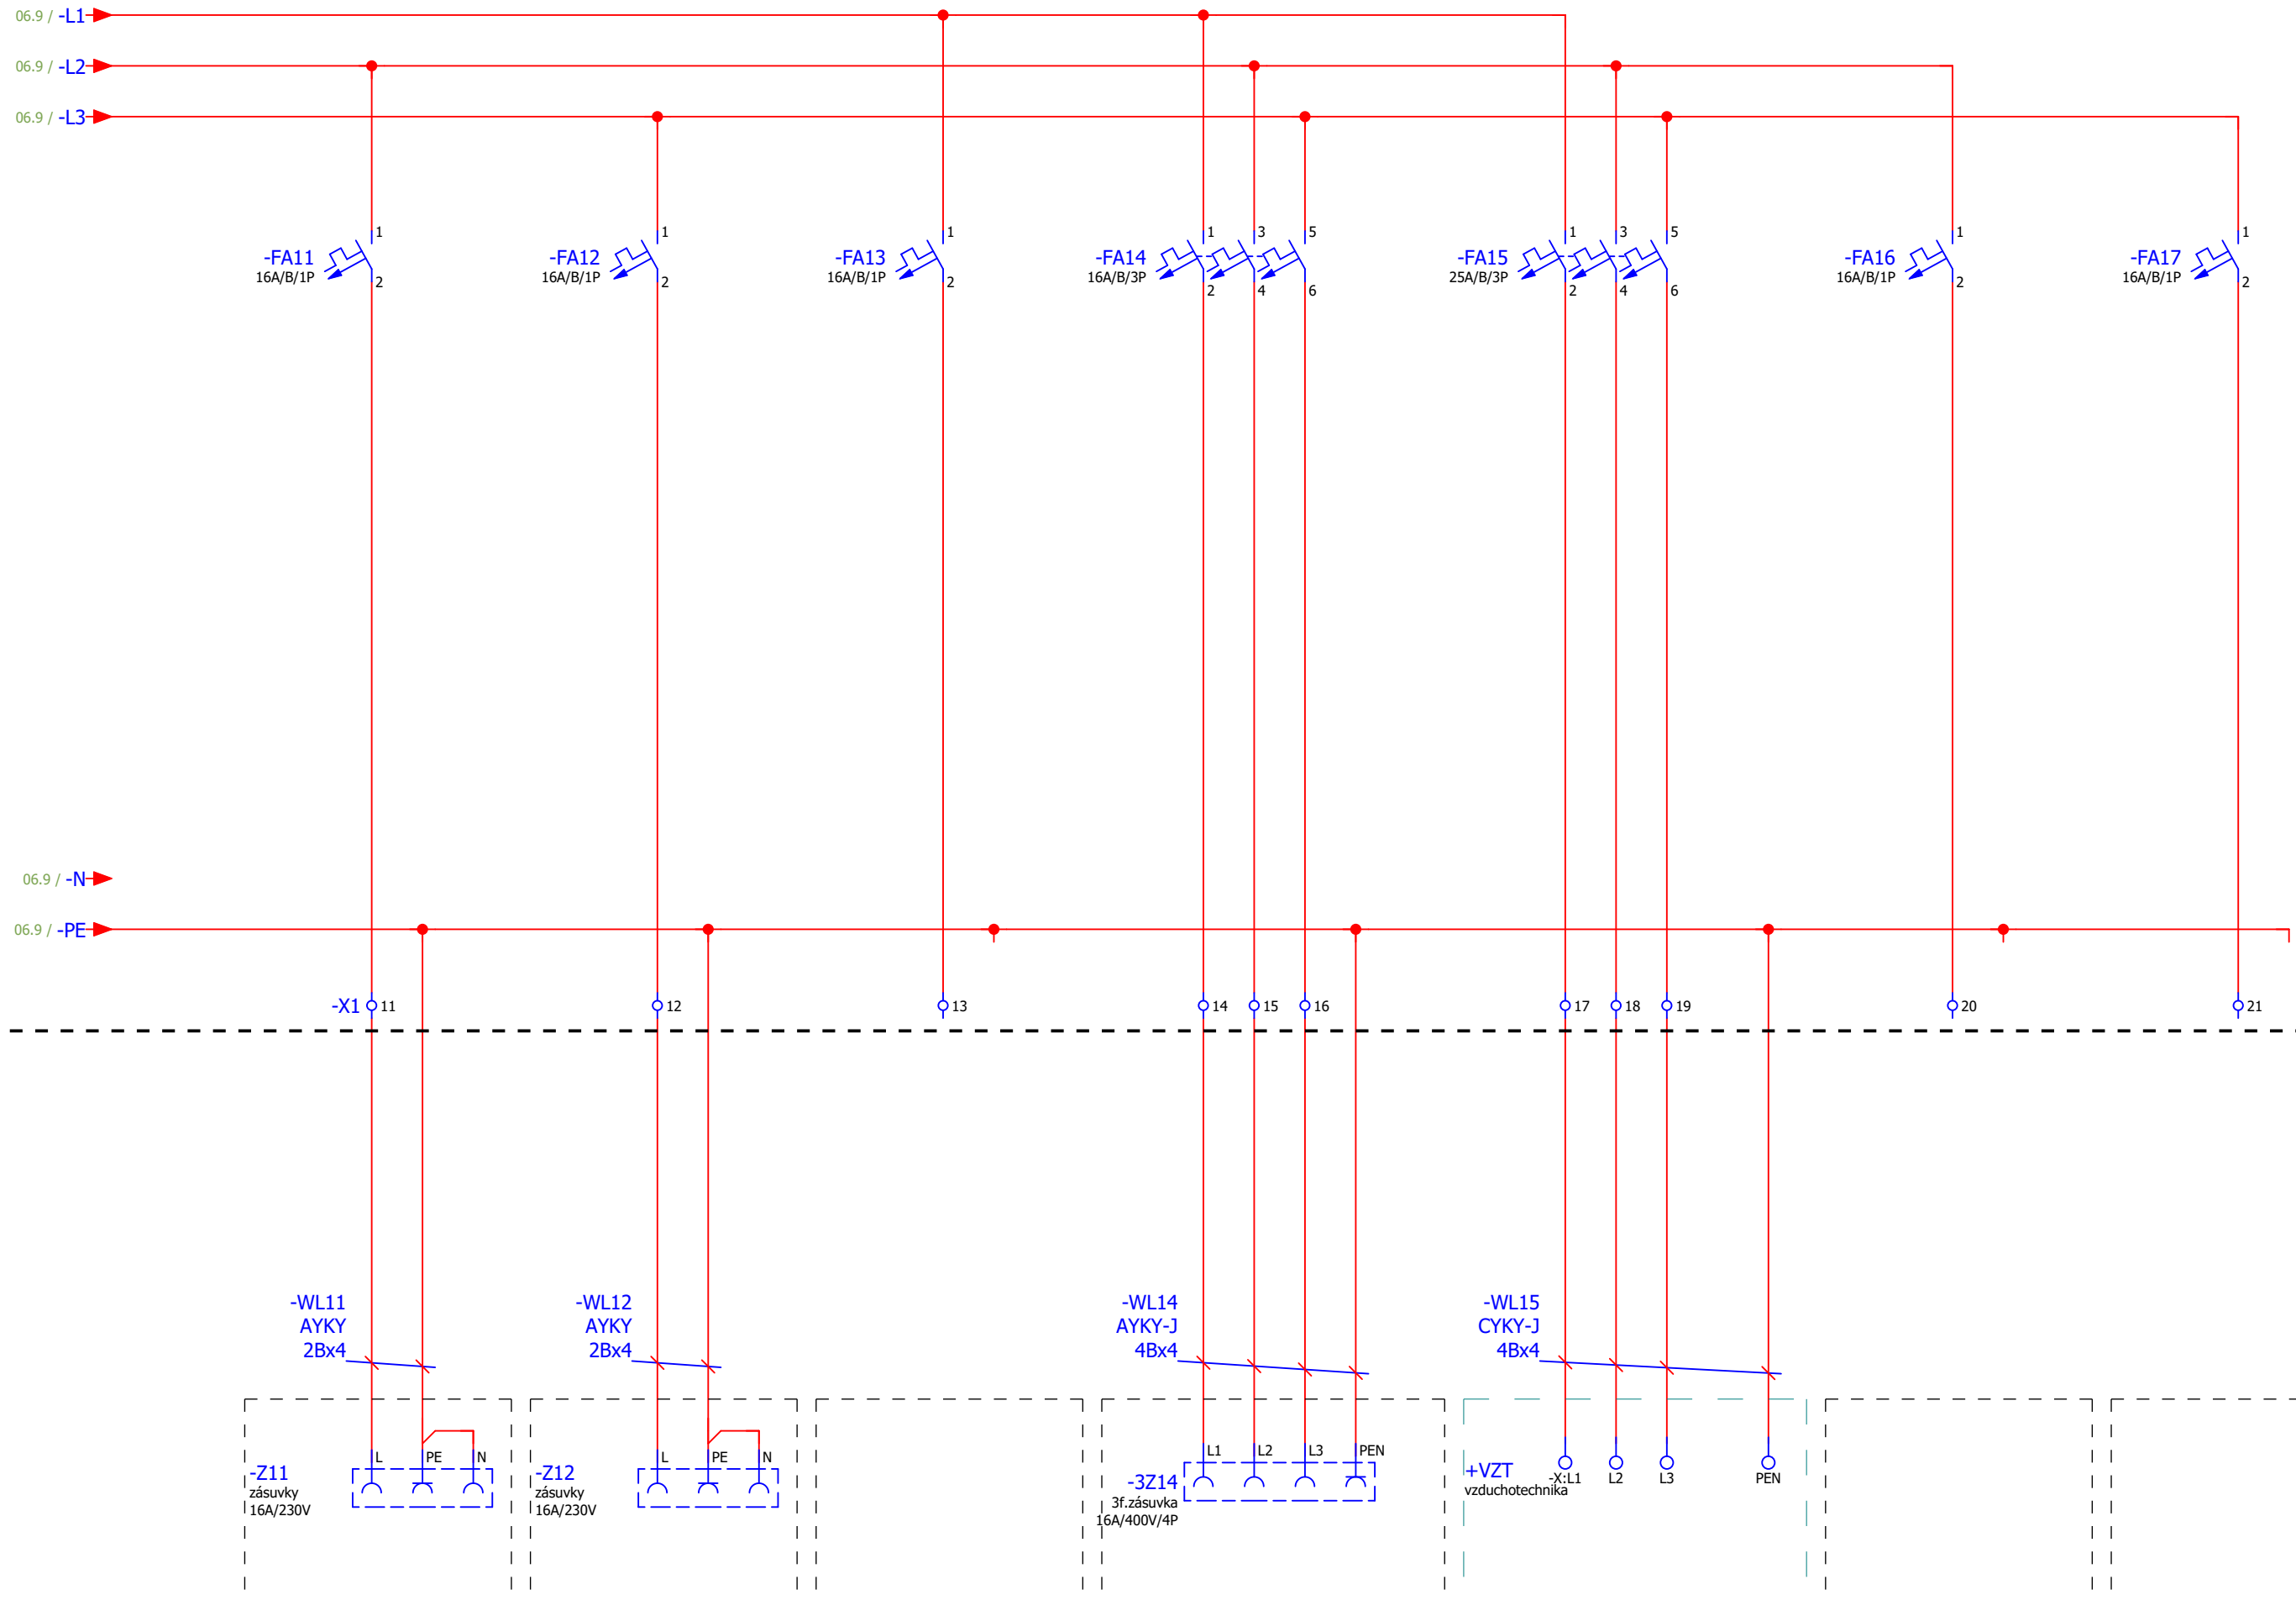 06.9 / -L1
06.9 / -L2
06.9 / -L3
1 1 1 1 3 5 1 3 5 1 1
-FA11 -FA12 -FA13 -FA14 -FA15 -FA16 -FA17
16A/B/1P 16A/B/1P 16A/B/1P 16A/B/3P 25A/B/3P 16A/B/1P 16A/B/1P
2 2 2 2 4 6 2 4 6 2 2
06.9 / -N
06.9 / -PE
-X1 11 12 13 14 15 16 17 18 19 20 21
-WL11 -WL12 -WL14 -WL15
AYKY AYKY AYKY-J CYKY-J
2Bx4 2Bx4 4Bx4 4Bx4
L PE N L PE N L1 L2 L3 PEN
-Z11 -Z12 -3Z14 +VZT -X:L1 L2 L3 PEN
zásuvky zásuvky 3f.zásuvka vzduchotechnika
16A/230V 16A/230V 16A/400V/4P